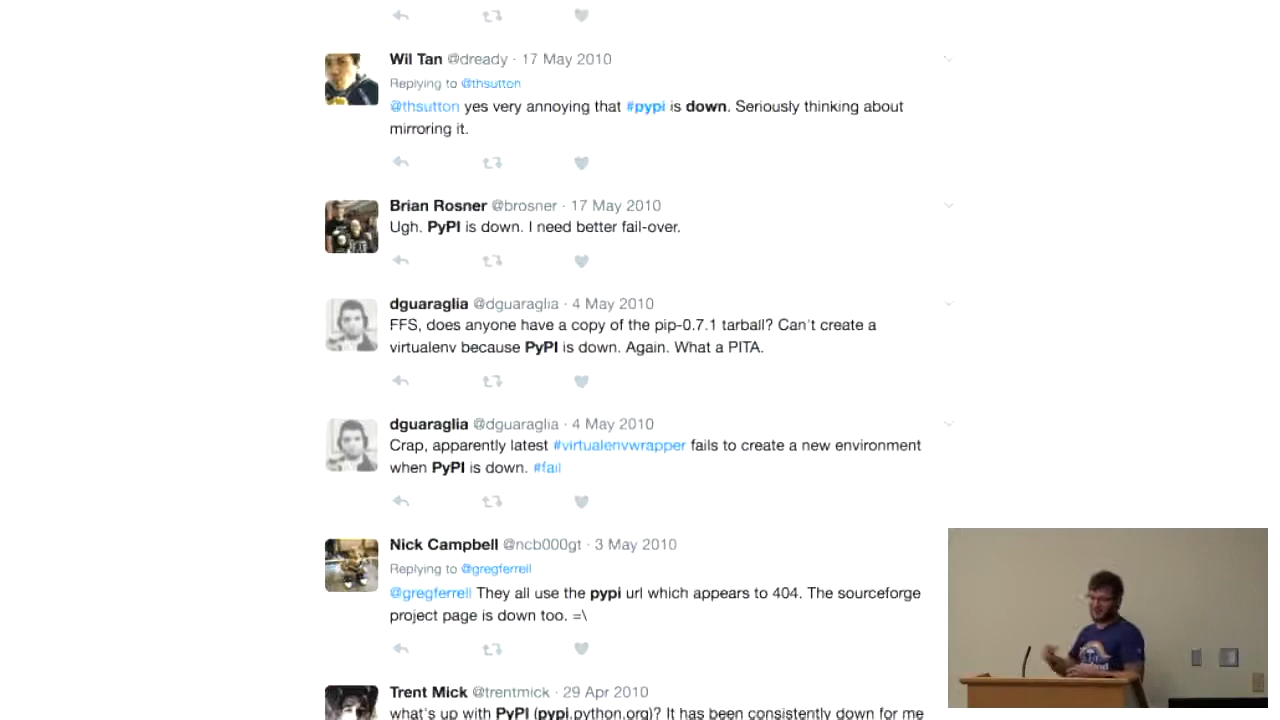 Wil Tan @dready · 17 May 2010
Replying to @thsutton
@thsutton yes very annoying that #pypi is down. Seriously thinking about
mirroring it.
Brian Rosner @brosner · 17 May 2010
Ugh. PyPI is down. I need better fail-over.
dguaraglia @dguaraglia · 4 May 2010
FFS, does anyone have a copy of the pip-0.7.1 tarball? Can't create a
virtualenv because PyPI is down. Again. What a PITA.
dguaraglia @dguaraglia · 4 May 2010
Crap, apparently latest #virtualenvwrapper fails to create a new environment
when PyPI is down. #fail
Nick Campbell @ncb000gt · 3 May 2010
Replying to @gregferrell
@gregferrell They all use the pypi url which appears to 404. The sourceforge
project page is down too. =\
Trent Mick @trentmick · 29 Apr 2010
what's up with PyPI (pypi.python.org)? It has been consistently down for me